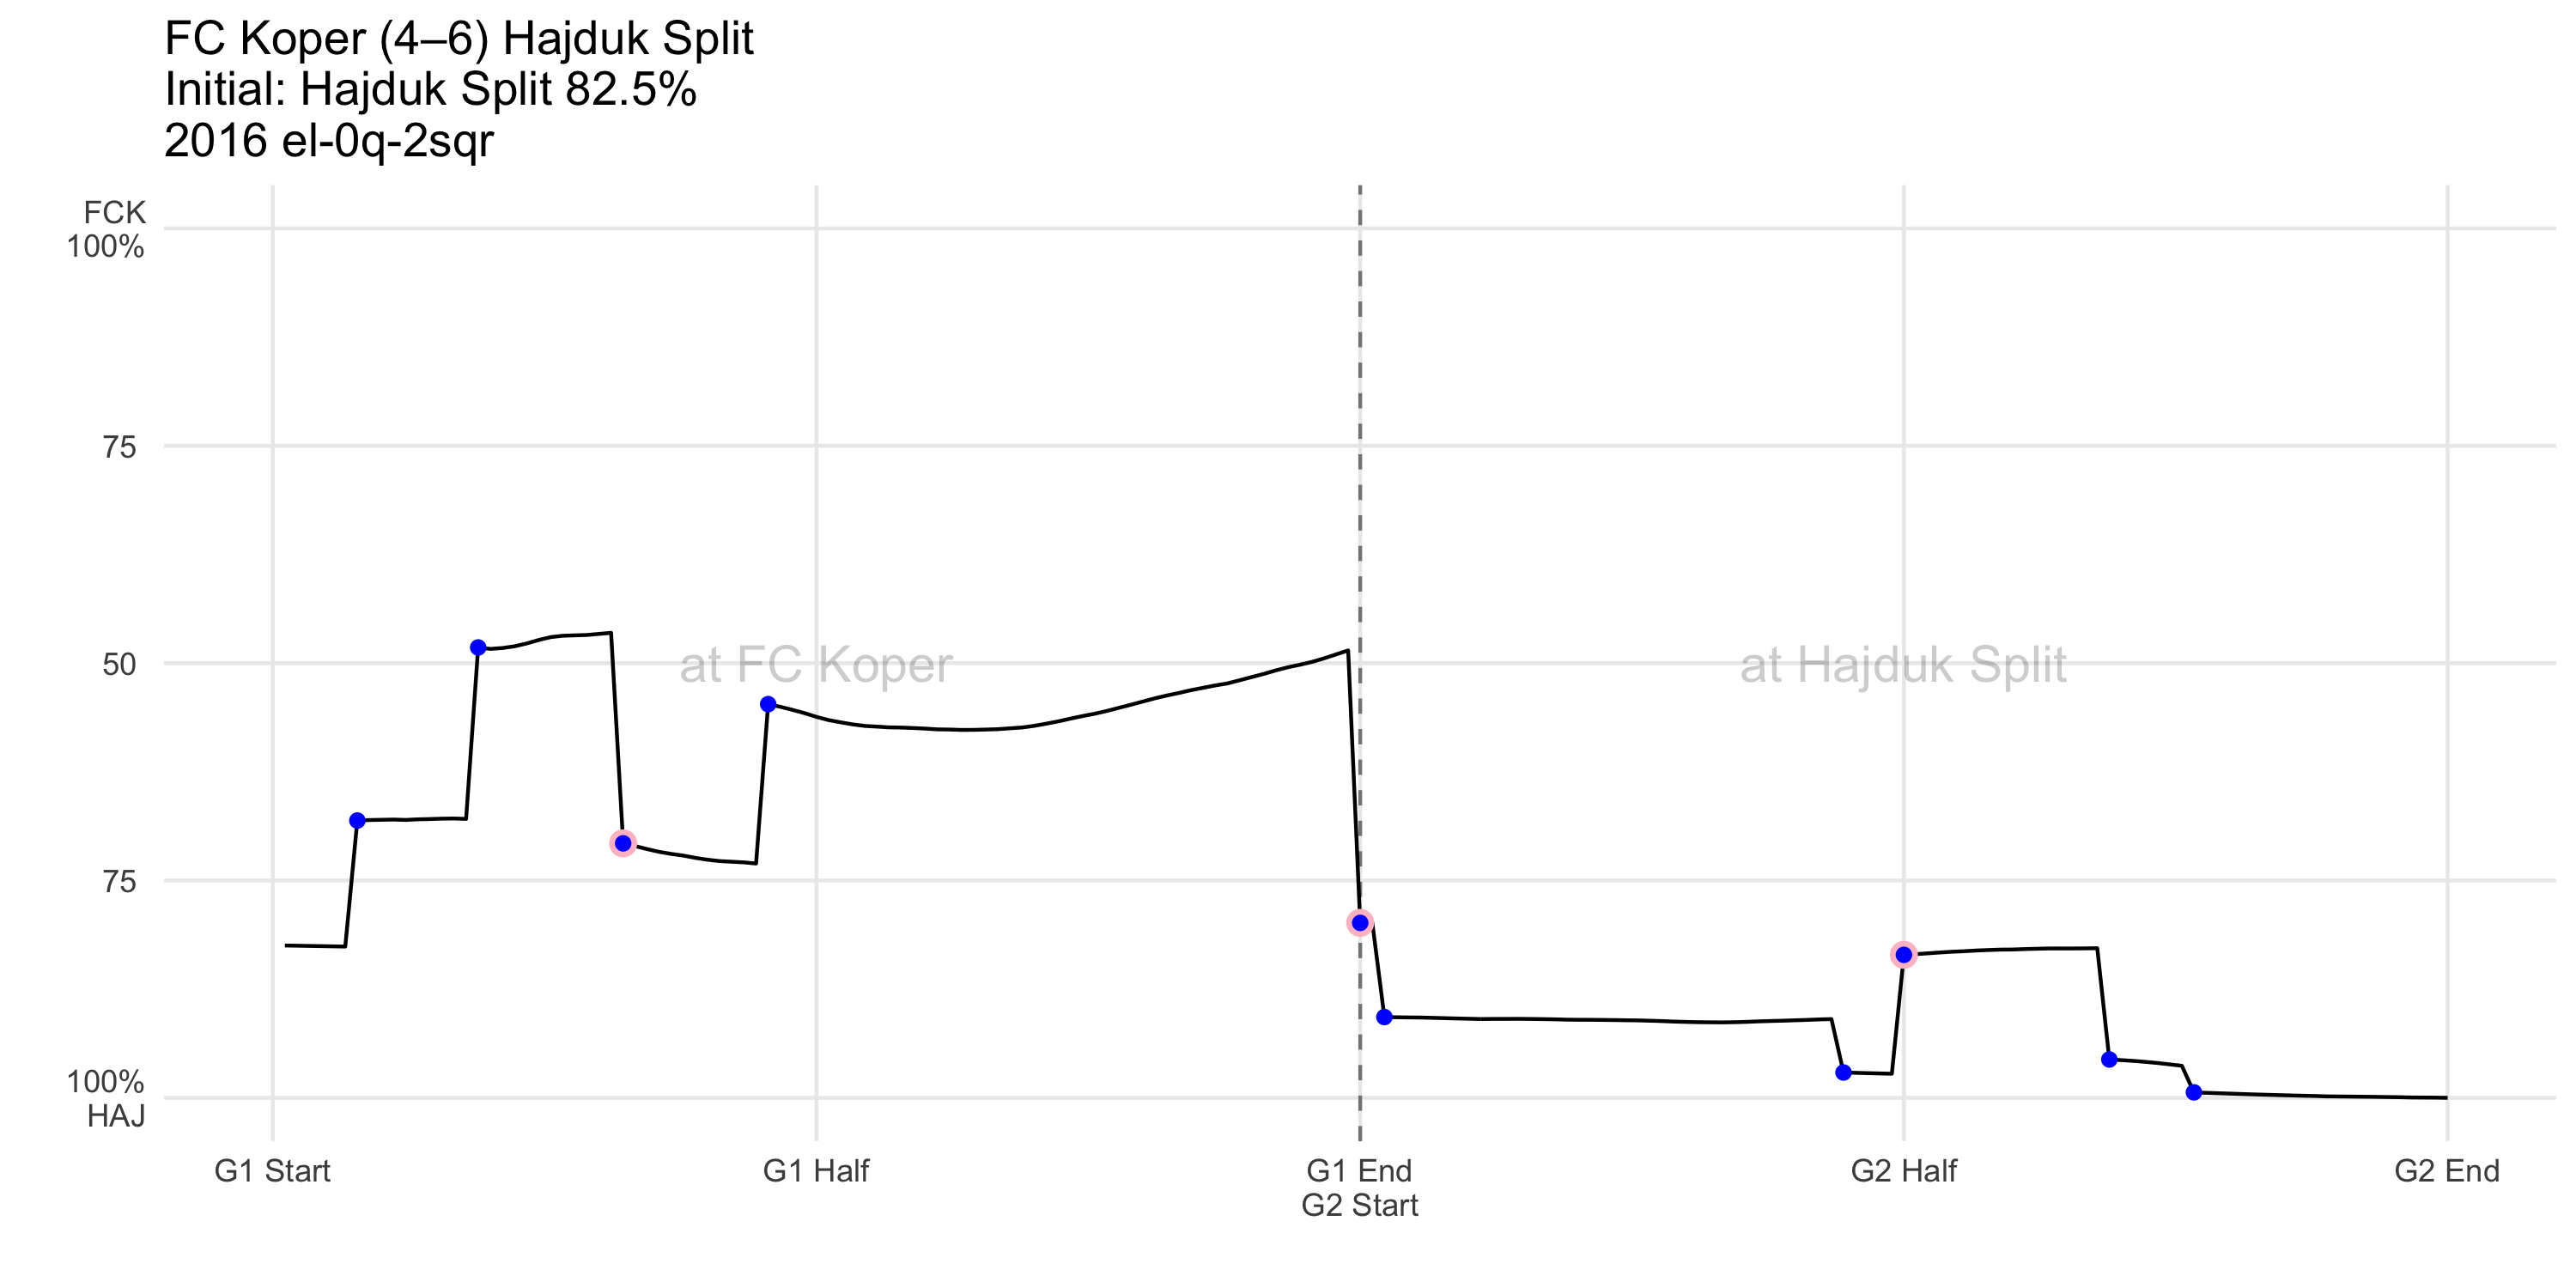 FC Koper (4–6) Hajduk Split
Initial: Hajduk Split 82.5%
2016 el-0q-2sqr
FCK
100%
75
50
75
100%
HAJ
at FC Koper
at Hajduk Split
G1 Start
G1 Half
G1 End
G2 Start
G2 Half
G2 End